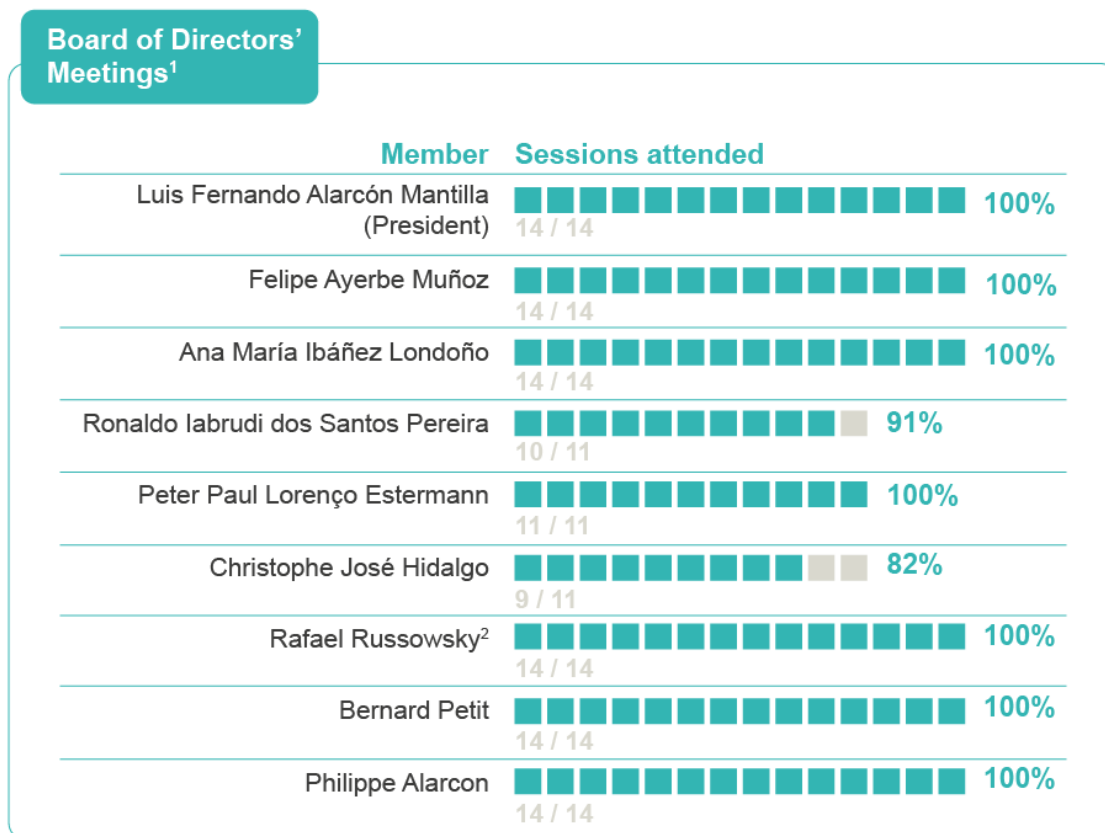 Board of Directors’
Meetings¹
Member Sessions attended
Luis Fernando Alarcón Mantilla
(President)
100%
14 / 14
Felipe Ayerbe Muñoz
100%
14 / 14
Ana María Ibáñez Londoño
100%
14 / 14
Ronaldo Iabrudi dos Santos Pereira
91%
10 / 11
Peter Paul Lorenço Estermann
100%
11 / 11
Christophe José Hidalgo
82%
9 / 11
Rafael Russowsky²
100%
14 / 14
Bernard Petit
100%
14 / 14
Philippe Alarcon
100%
14 / 14